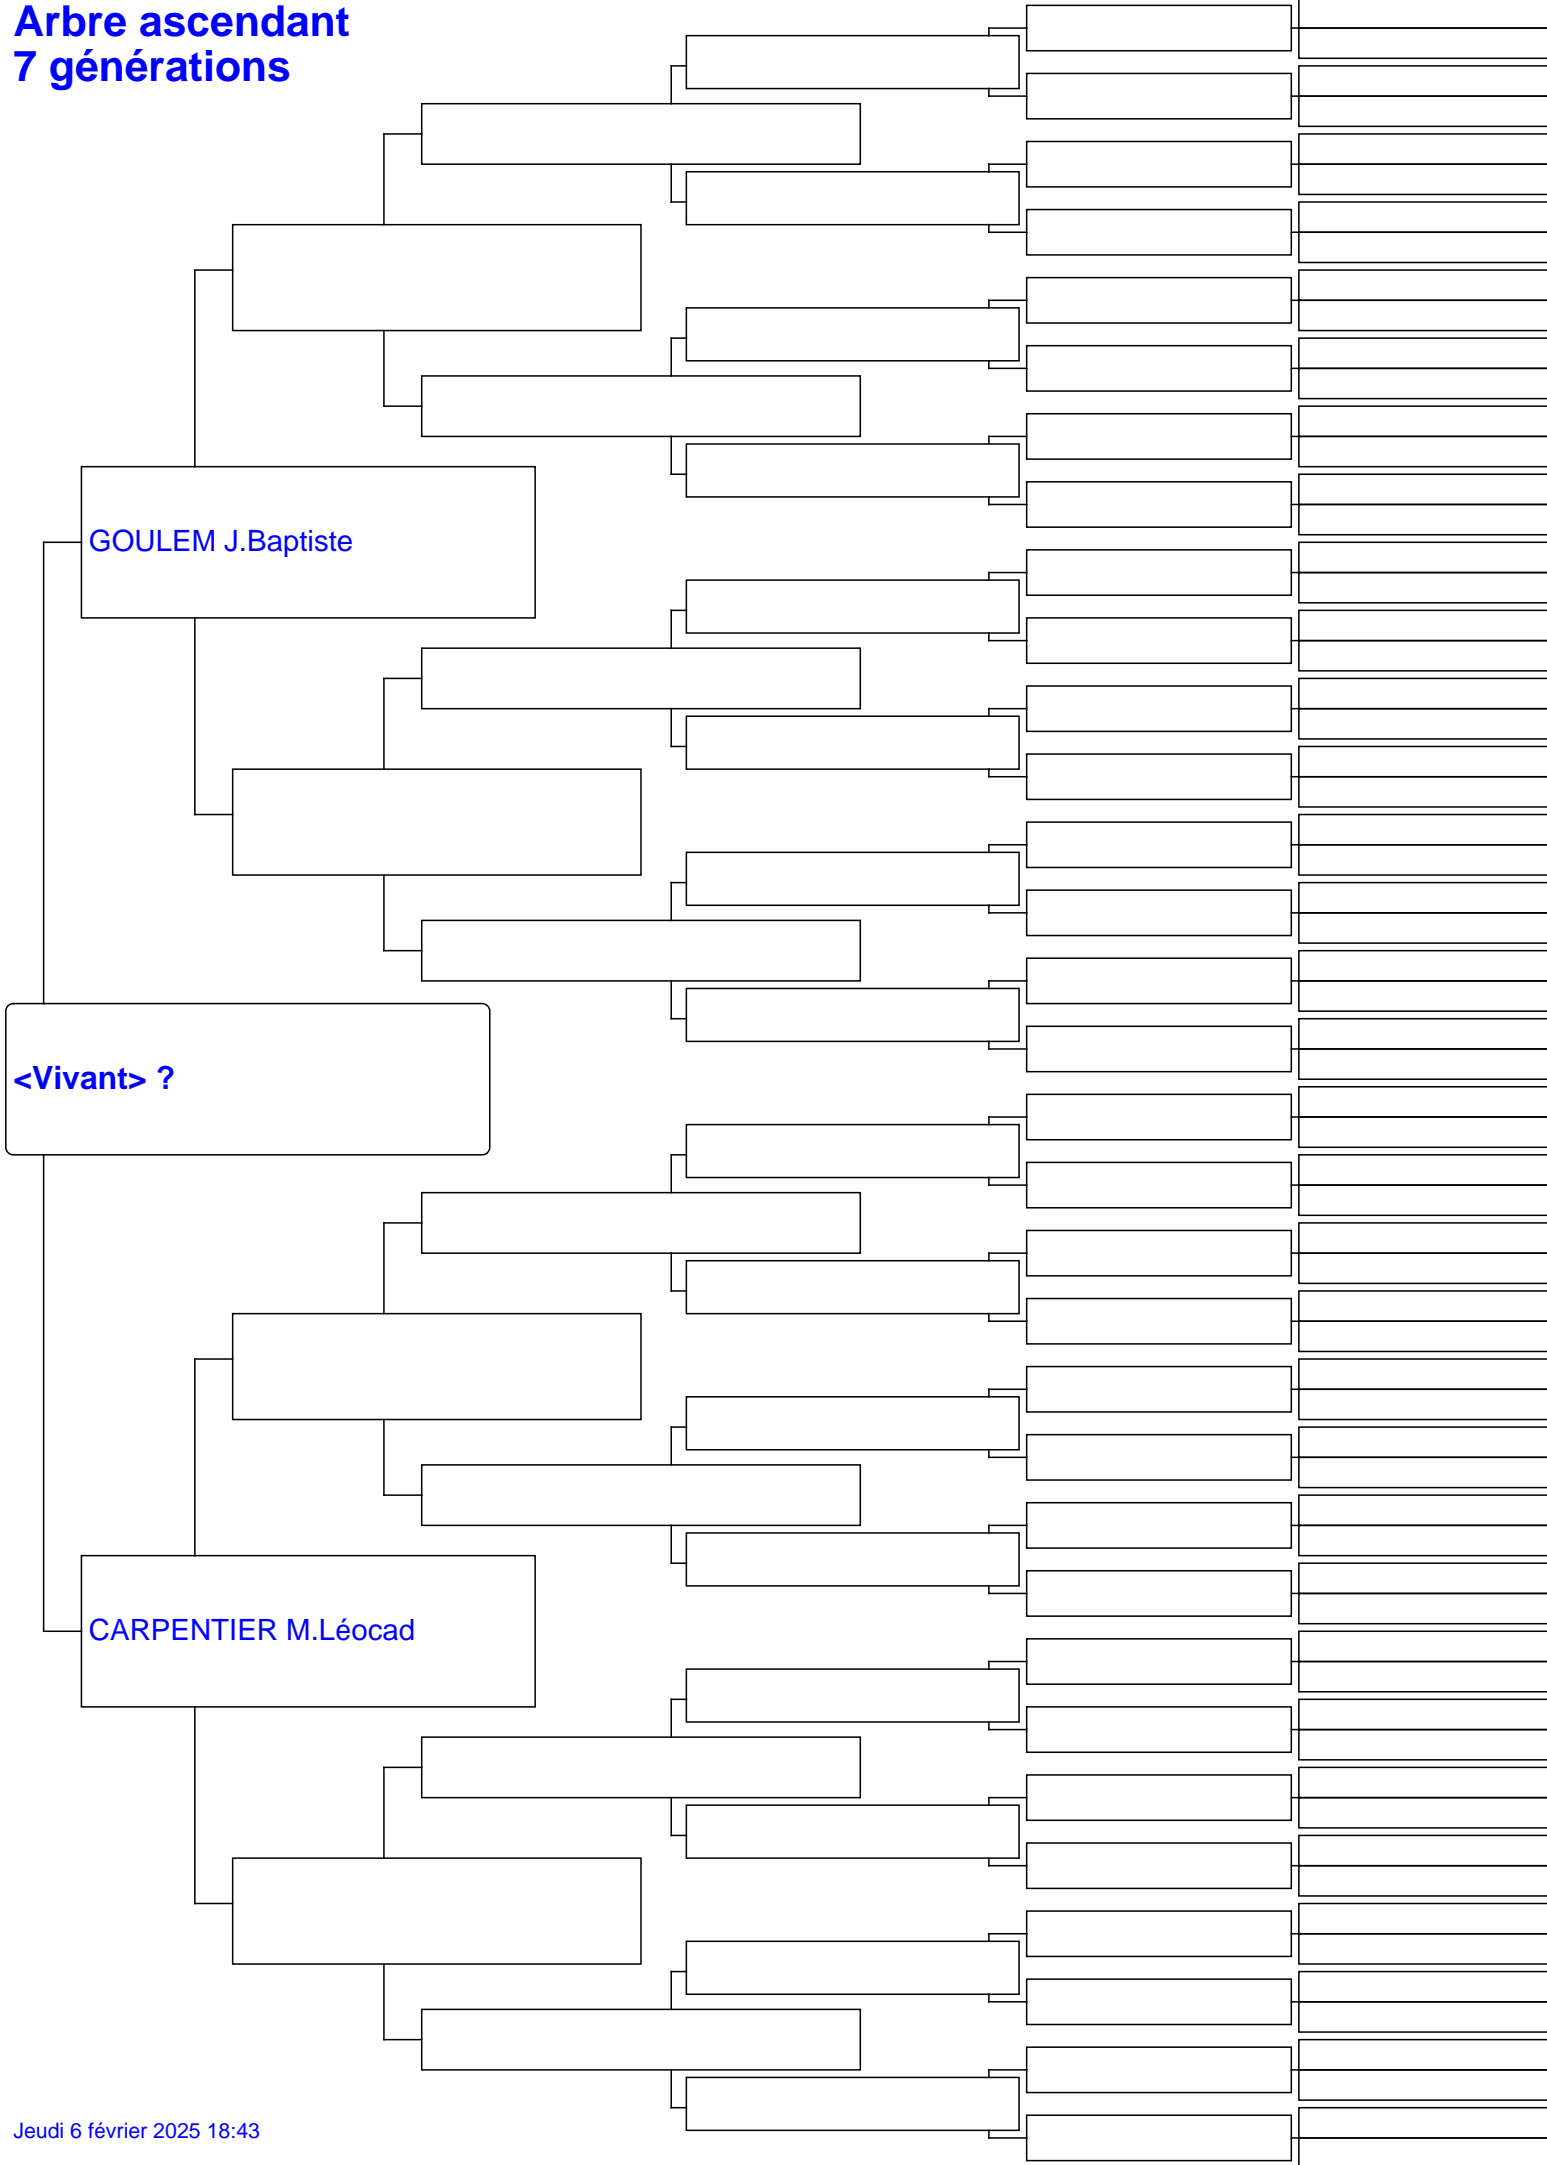 Arbre ascendant
7 générations
GOULEM J.Baptiste
<Vivant> ?
CARPENTIER M.Léocad
Jeudi 6 février 2025 18:43